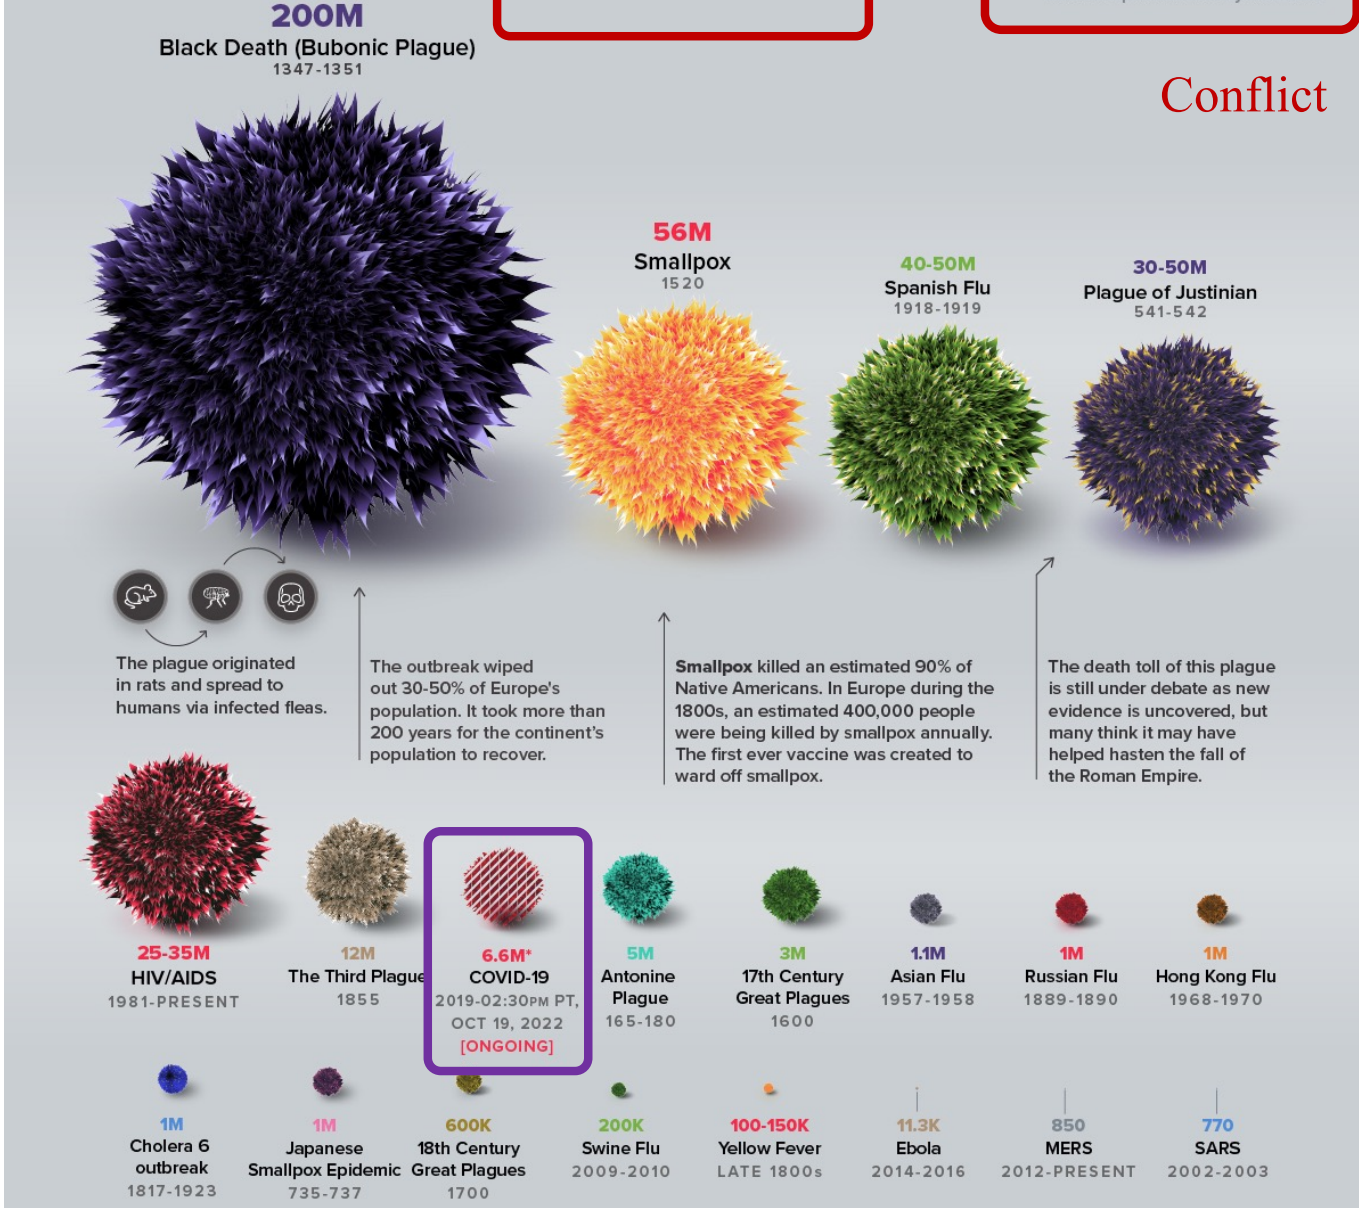 200M
Black Death (Bubonic Plague)
1347-1351
Conflict
56M
Smallpox
1520
40-50M
Spanish Flu
1918-1919
30-50M
Plague of Justinian
541-542
The plague originated
in rats and spread to
humans via infected fleas.
The outbreak wiped
out 30-50% of Europe's
population. It took more than
200 years for the continent's
population to recover.
Smallpox killed an estimated 90% of
Native Americans. In Europe during the
1800s, an estimated 400,000 people
were being killed by smallpox annually.
The first ever vaccine was created to
ward off smallpox.
The death toll of this plague
is still under debate as new
evidence is uncovered, but
many think it may have
helped hasten the fall of
the Roman Empire.
25-35M
HIV/AIDS
1981-PRESENT
12M
The Third Plague
1855
6.6M*
COVID-19
2019-02:30PM PT,
OCT 19, 2022
[ONGOING]
5M
Antonine
Plague
165-180
3M
17th Century
Great Plagues
1600
1.1M
Asian Flu
1957-1958
1M
Russian Flu
1889-1890
1M
Hong Kong Flu
1968-1970
1M
Cholera 6
outbreak
1817-1923
1M
Japanese
Smallpox Epidemic
735-737
600K
18th Century
Great Plagues
1700
200K
Swine Flu
2009-2010
100-150K
Yellow Fever
LATE 1800s
11.3K
Ebola
2014-2016
850
MERS
2012-PRESENT
770
SARS
2002-2003